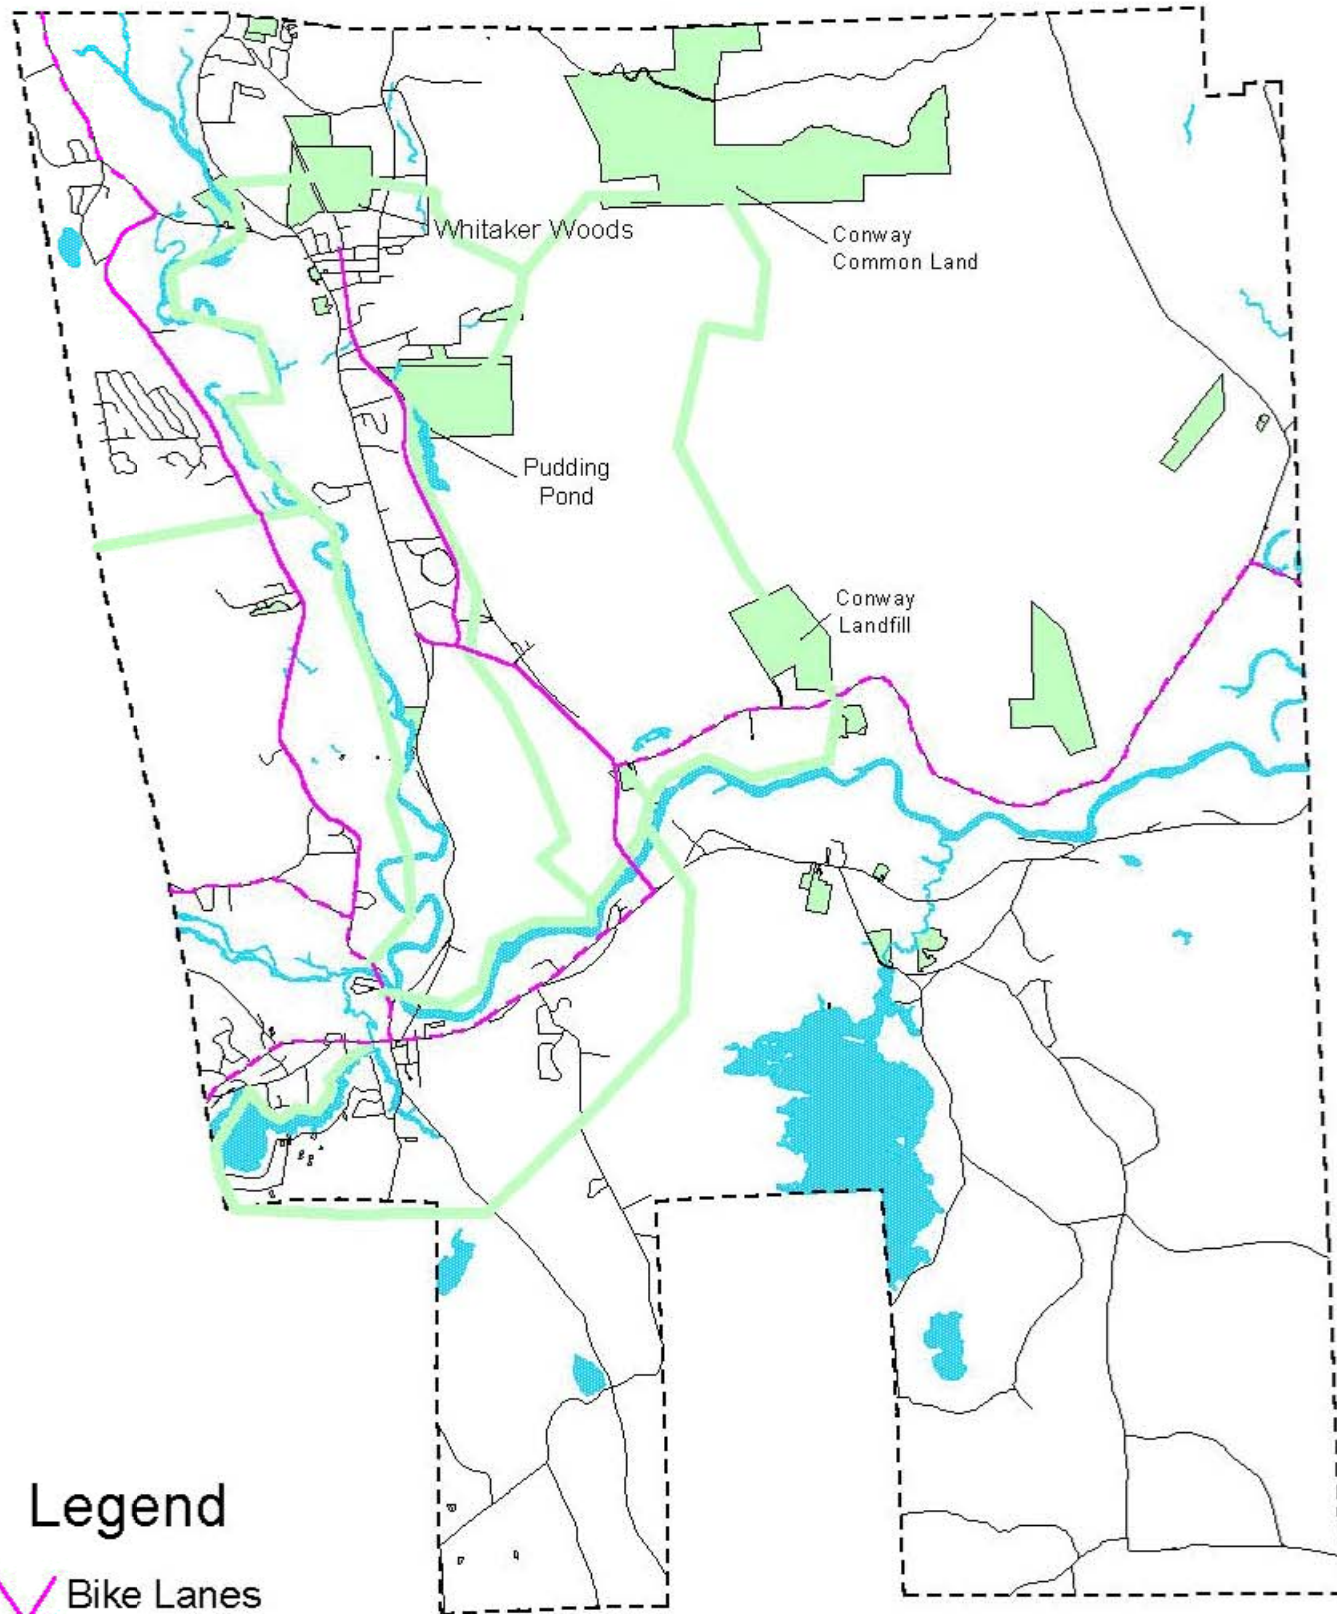 Whitaker Woods
Conway
Common Land
Pudding
Pond
Conway
Landfill
Legend
Bike Lanes